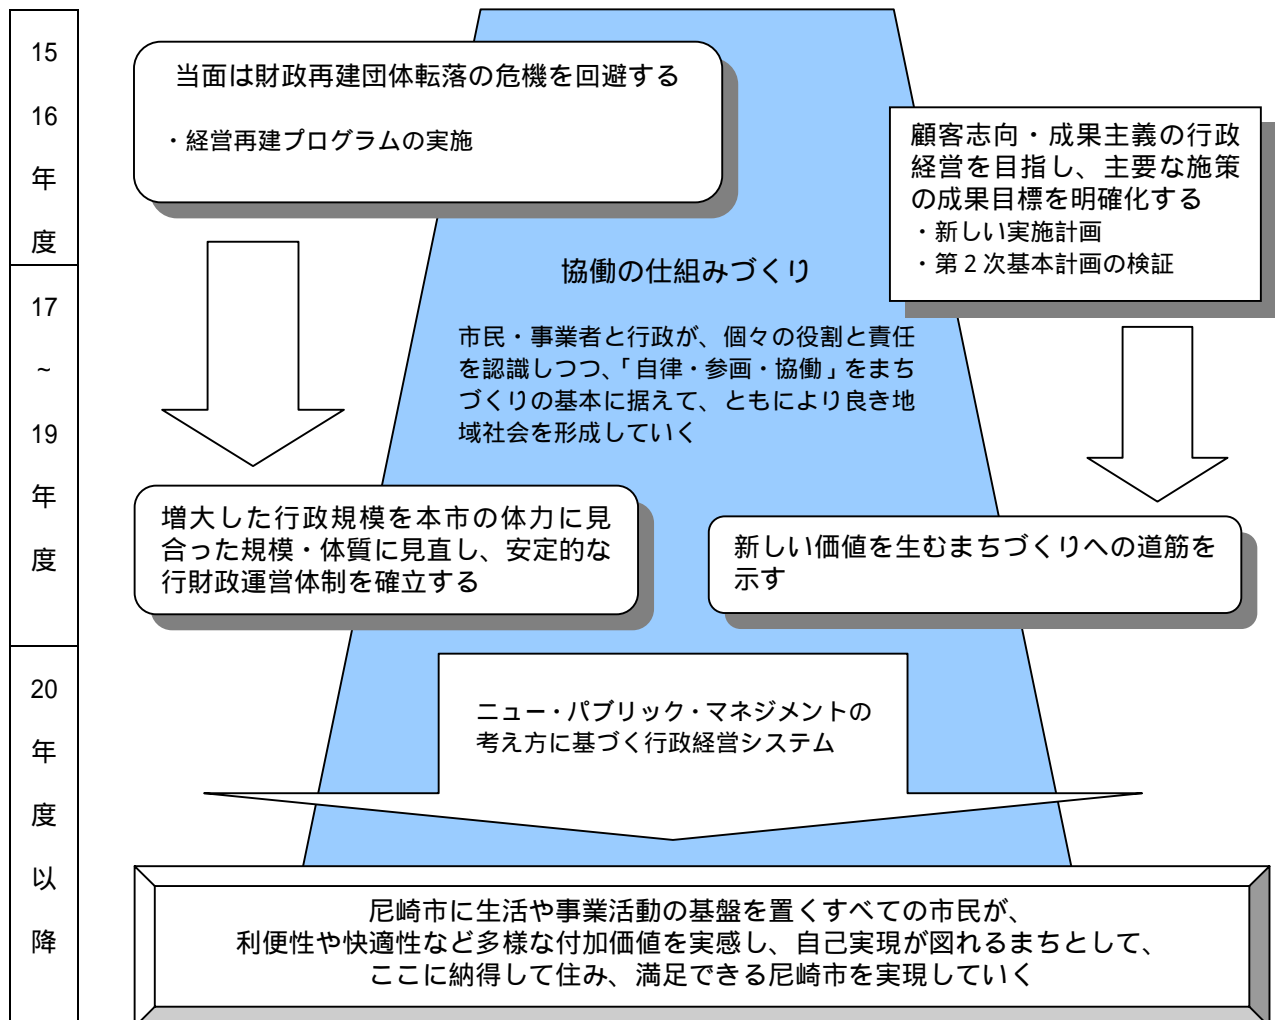 15
16
年
度
17
~
19
年
度
20
年
度
以
降
当面は財政再建団体転落の危機を回避する
・経営再建プログラムの実施
顧客志向・成果主義の行政
経営を目指し、主要な施策
の成果目標を明確化する
・新しい実施計画
・第2次基本計画の検証
協働の仕組みづくり
市民・事業者と行政が、個々の役割と責任
を認識しつつ、「自律・参画・協働」をまち
づくりの基本に据えて、ともにより良き地
域社会を形成していく
増大した行政規模を本市の体力に見
合った規模・体質に見直し、安定的な
行財政運営体制を確立する
新しい価値を生むまちづくりへの道筋を
示す
ニュー・パブリック・マネジメントの
考え方に基づく行政経営システム
尼崎市に生活や事業活動の基盤を置くすべての市民が、
利便性や快適性など多様な付加価値を実感し、自己実現が図れるまちとして、
ここに納得して住み、満足できる尼崎市を実現していく